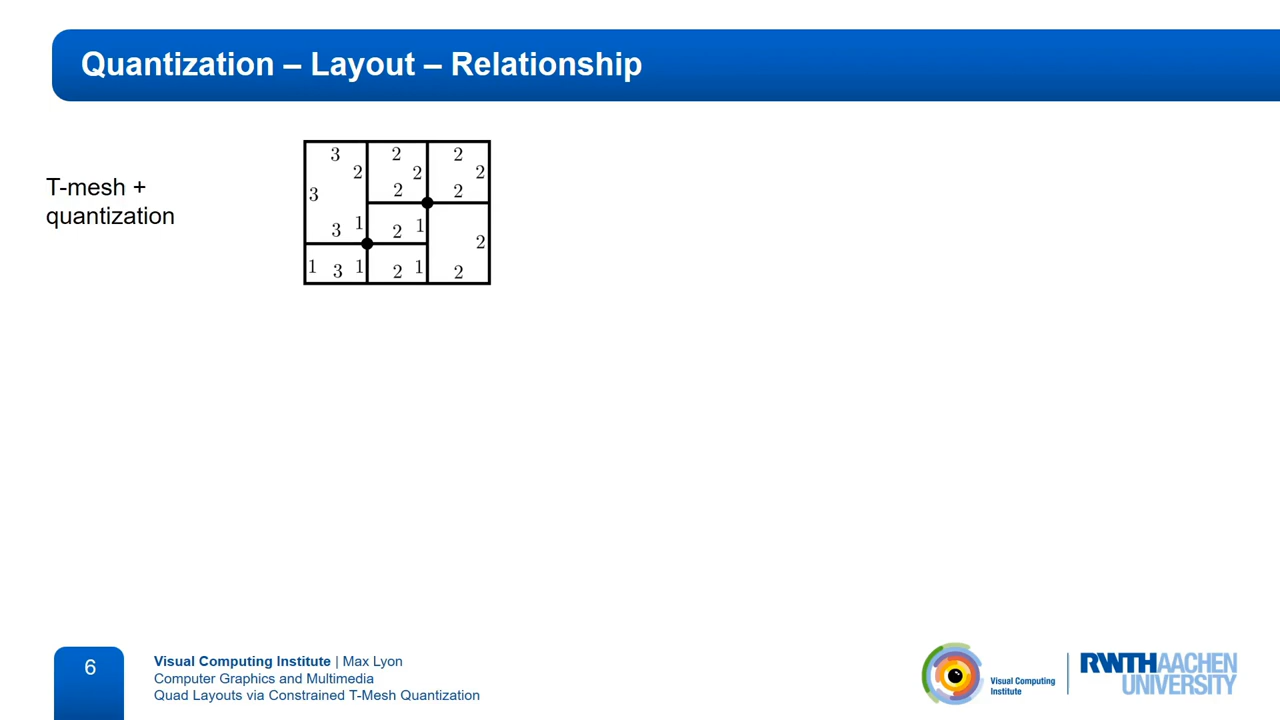 Quantization – Layout – Relationship
T-mesh +
quantization
3 2 2
2 2 2
3 2 2
3 1 2 1 2
1 3 1 2 1 2
6
Visual Computing Institute | Max Lyon
Computer Graphics and Multimedia
Quad Layouts via Constrained T-Mesh Quantization
Visual Computing
Institute
RWTHAACHEN
UNIVERSITY